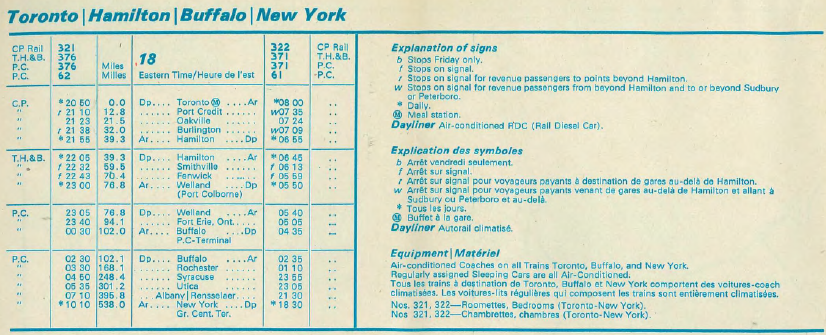 Toronto|Hamilton|Buffalo|New York
CP Rail 321 322 CP Rail
T.H.&B. 376 18 371 T.H.&B.
P.C. 376 Miles 371 P.C.
P.C. 62 Milles Eastern Time/Heure de l'est 61 P.C.
C.P. *20 50 0.0 Dp.... Toronto Ⓜ ....Ar *08 00 ..
" r 21 10 12.8 ...... Port Credit ...... w07 35 ..
" 21 23 21.5 ...... Oakville ...... 07 24 ..
" r 21 38 32.0 ...... Burlington ...... w07 09 ..
" *21 55 39.3 Ar.... Hamilton ....Dp *06 55 ..
T.H.&B. *22 05 39.3 Dp.... Hamilton ....Ar *06 45 ..
" f 22 32 59.5 ...... Smithville ...... f 06 13 ..
" f 22 43 70.4 ...... Fenwick ...... f 05 59 ..
" *23 00 76.8 Ar.... Welland ....Dp *05 50 ..
(Port Colborne)
P.C. 23 05 76.8 Dp.... Welland ....Ar 05 40 ..
" 23 40 94.1 ...... Fort Erie, Ont..... 05 05 ..
" 00 30 102.0 Ar.... Buffalo ....Dp 04 35 ..
P.C-Terminal
P.C. 02 30 102.1 Dp.... Buffalo ....Ar 02 35 ..
" 03 30 168.1 ...... Rochester ...... 01 10 ..
" 04 50 248.4 ...... Syracuse ...... 23 55 ..
" 05 35 301.2 ...... Utica ...... 23 05 ..
" 07 10 395.8 .. Albany|Rensselaer.... 21 30 ..
" *10 10 538.0 Ar.... New York ....Dp *18 30 ..
Gr. Cent. Ter.
Explanation of signs
b Stops Friday only.
f Stops on signal.
r Stops on signal for revenue passengers to points beyond Hamilton.
w Stops on signal for revenue passengers from beyond Hamilton and to or beyond Sudbury
or Peterboro.
* Daily.
Ⓜ Meal station.
Dayliner Air-conditioned RDC (Rail Diesel Car).
Explication des symboles
b Arrêt vendredi seulement.
f Arrêt sur signal.
r Arrêt sur signal pour voyageurs payants à destination de gares au-delà de Hamilton.
w Arrêt sur signal pour voyageurs payants venant de gares au-delà de Hamilton et allant à
Sudbury ou Peterboro et au-delà.
* Tous les jours.
Ⓜ Buffet à la gare.
Dayliner Autorail climatisé.
Equipment|Matériel
Air-conditioned Coaches on all Trains Toronto, Buffalo, and New York.
Regularly assigned Sleeping Cars are all Air-Conditioned.
Tous les trains à destination de Toronto, Buffalo et New York comportent des voitures-coach
climatisées. Les voitures-lits régulières qui composent les trains sont entièrement climatisées.
Nos. 321, 322—Roomettes, Bedrooms (Toronto-New York).
Nos. 321, 322—Chambrettes, chambres (Toronto-New York).